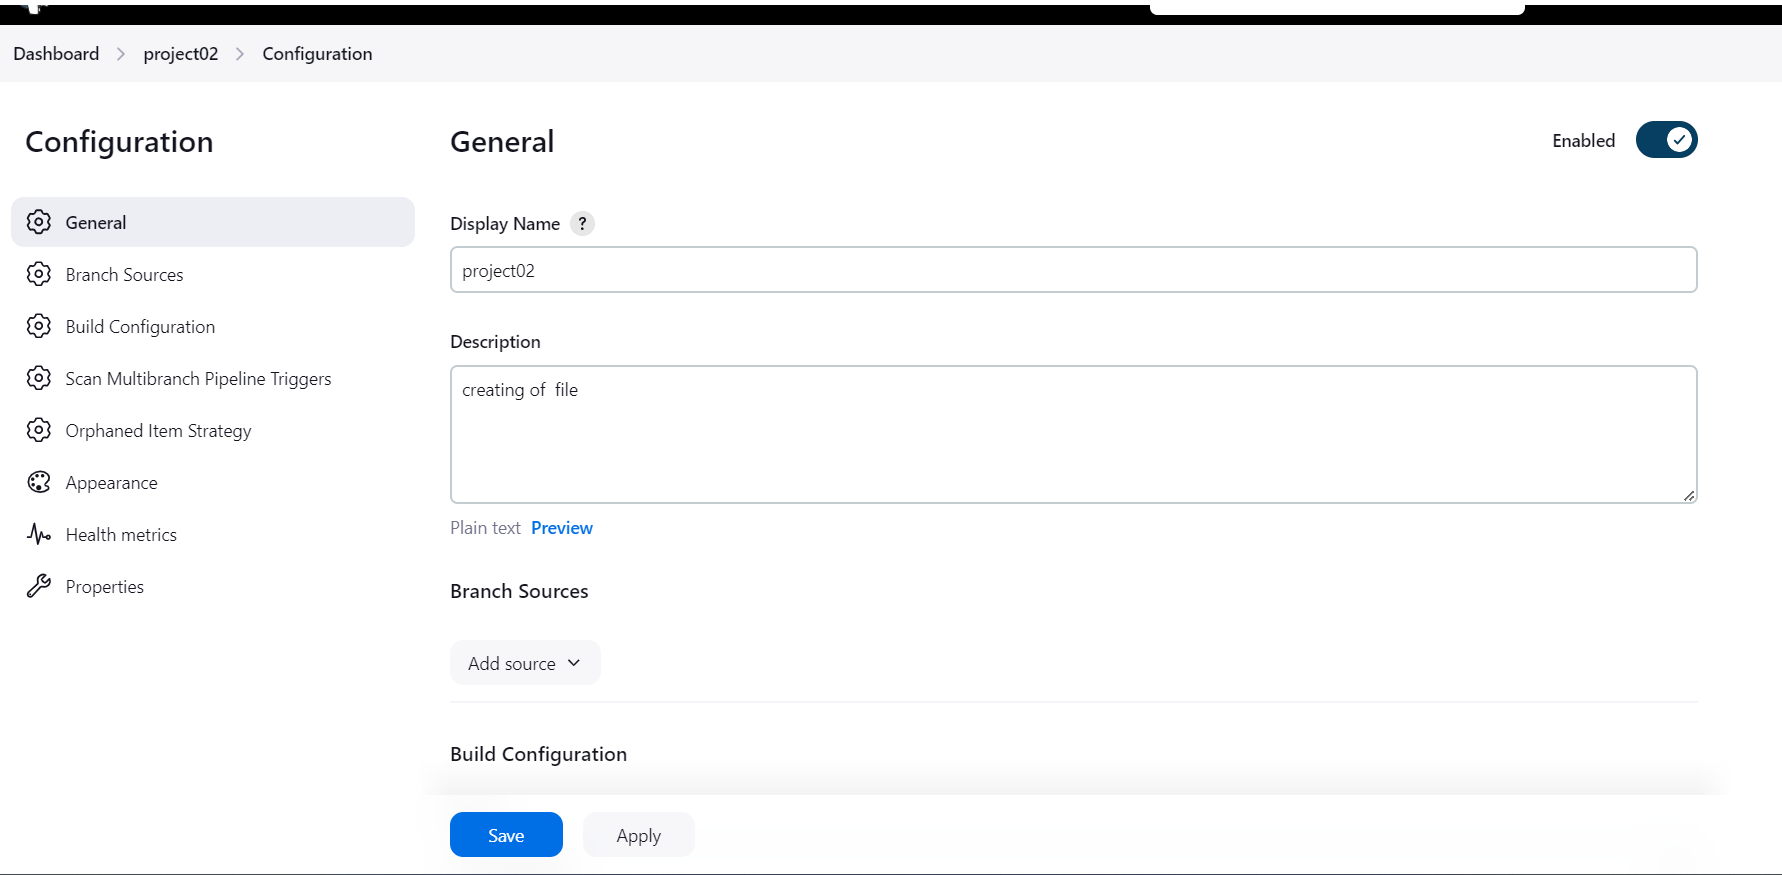 Dashboard > project02 > Configuration
Configuration
General
Branch Sources
Build Configuration
Scan Multibranch Pipeline Triggers
Orphaned Item Strategy
Appearance
Health metrics
Properties
General
Enabled
Display Name ?
project02
Description
creating of  file
Plain text Preview
Branch Sources
Add source
Build Configuration
Save Apply